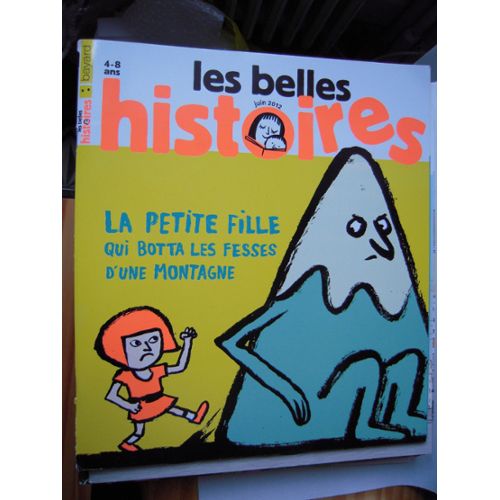 bayard
les belles
histoires
4-8
ans
les belles
histoires
juin 2012
LA PETITE FILLE
QUI BOTTA LES FESSES
D'UNE MONTAGNE